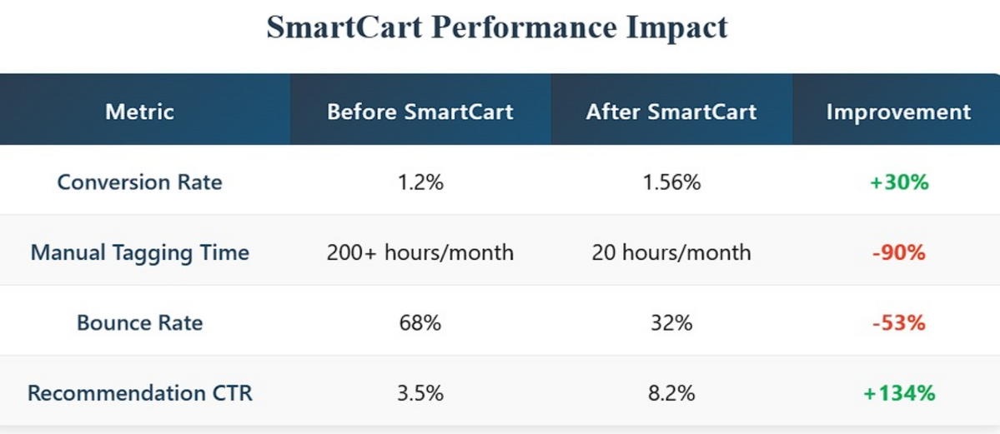 SmartCart Performance Impact
Metric Before SmartCart After SmartCart Improvement
Conversion Rate 1.2% 1.56% +30%
Manual Tagging Time 200+ hours/month 20 hours/month -90%
Bounce Rate 68% 32% -53%
Recommendation CTR 3.5% 8.2% +134%